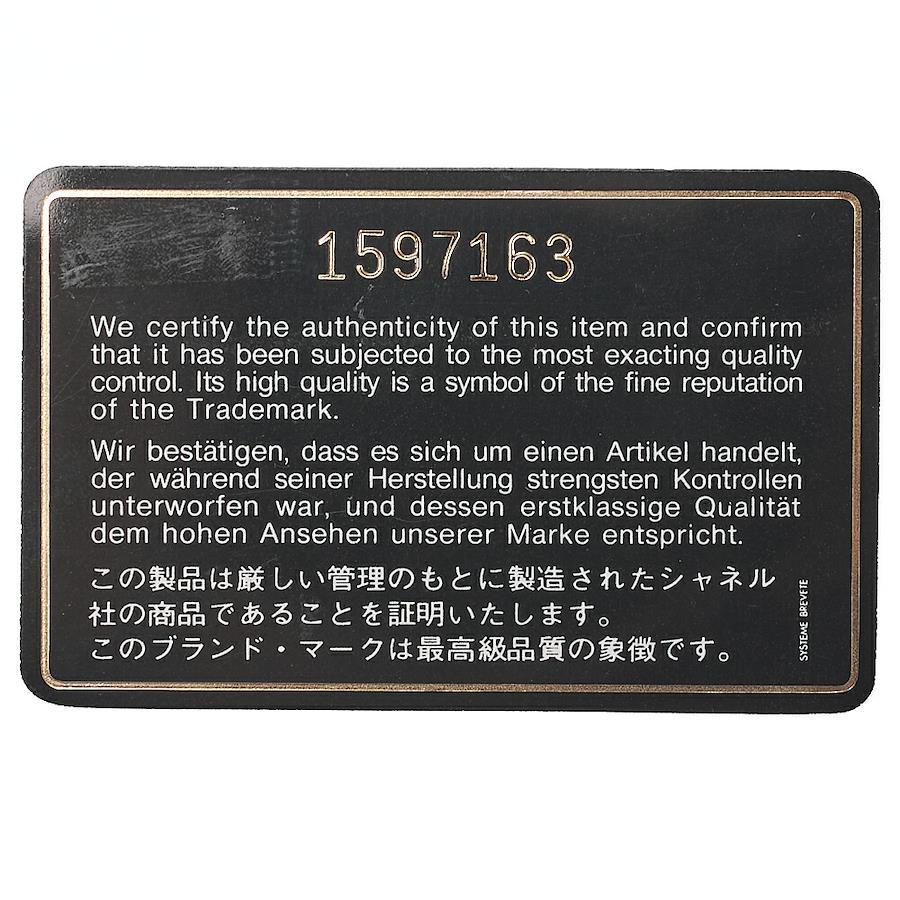 1597163
We certify the authenticity of this item and confirm
that it has been subjected to the most exacting quality
control. Its high quality is a symbol of the fine reputation
of the Trademark.
Wir bestätigen, dass es sich um einen Artikel handelt,
der während seiner Herstellung strengsten Kontrollen
unterworfen war, und dessen erstklassige Qualität
dem hohen Ansehen unserer Marke entspricht.
この製品は厳しい管理のもとに製造されたシャネル
社の商品であることを証明いたします。
このブランド・マークは最高級品質の象徴です。
SYSTEME BREVETE